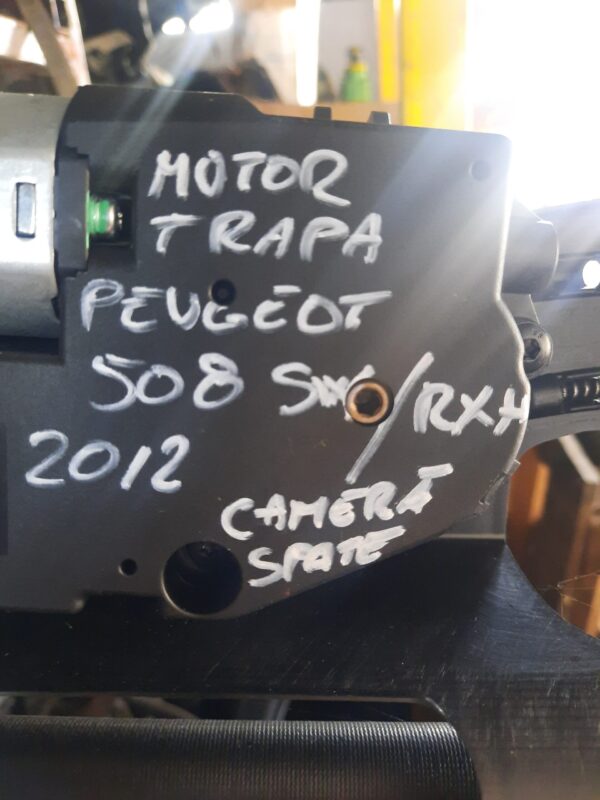 MOTOR
TRAPA
PEUGEOT
508 SW/RXH
2012
CAMERĂ
SPATE